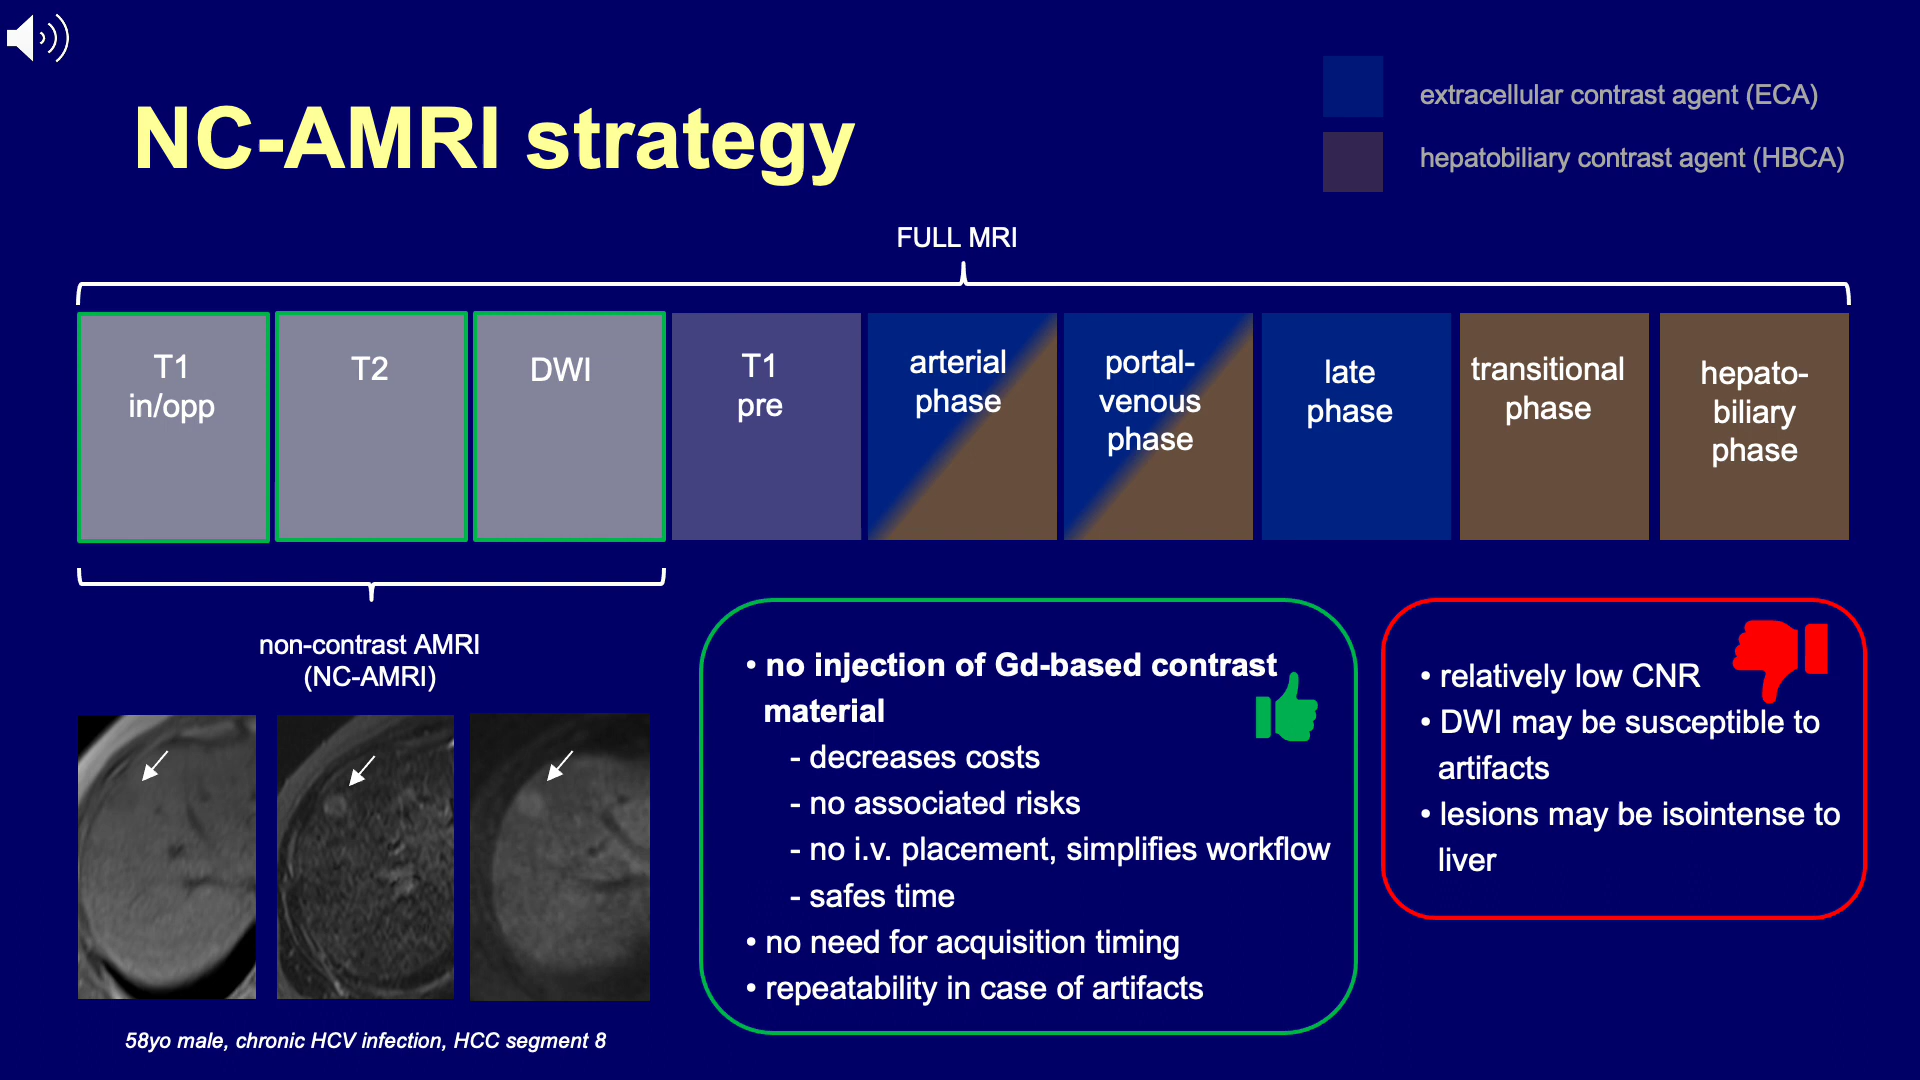 NC-AMRI strategy
extracellular contrast agent (ECA)
hepatobiliary contrast agent (HBCA)
FULL MRI
T1
in/opp
T2
DWI
T1
pre
arterial
phase
portal-
venous
phase
late
phase
transitional
phase
hepato-
biliary
phase
non-contrast AMRI
(NC-AMRI)
58yo male, chronic HCV infection, HCC segment 8
• no injection of Gd-based contrast
material
- decreases costs
- no associated risks
- no i.v. placement, simplifies workflow
- safes time
• no need for acquisition timing
• repeatability in case of artifacts
• relatively low CNR
• DWI may be susceptible to
artifacts
• lesions may be isointense to
liver